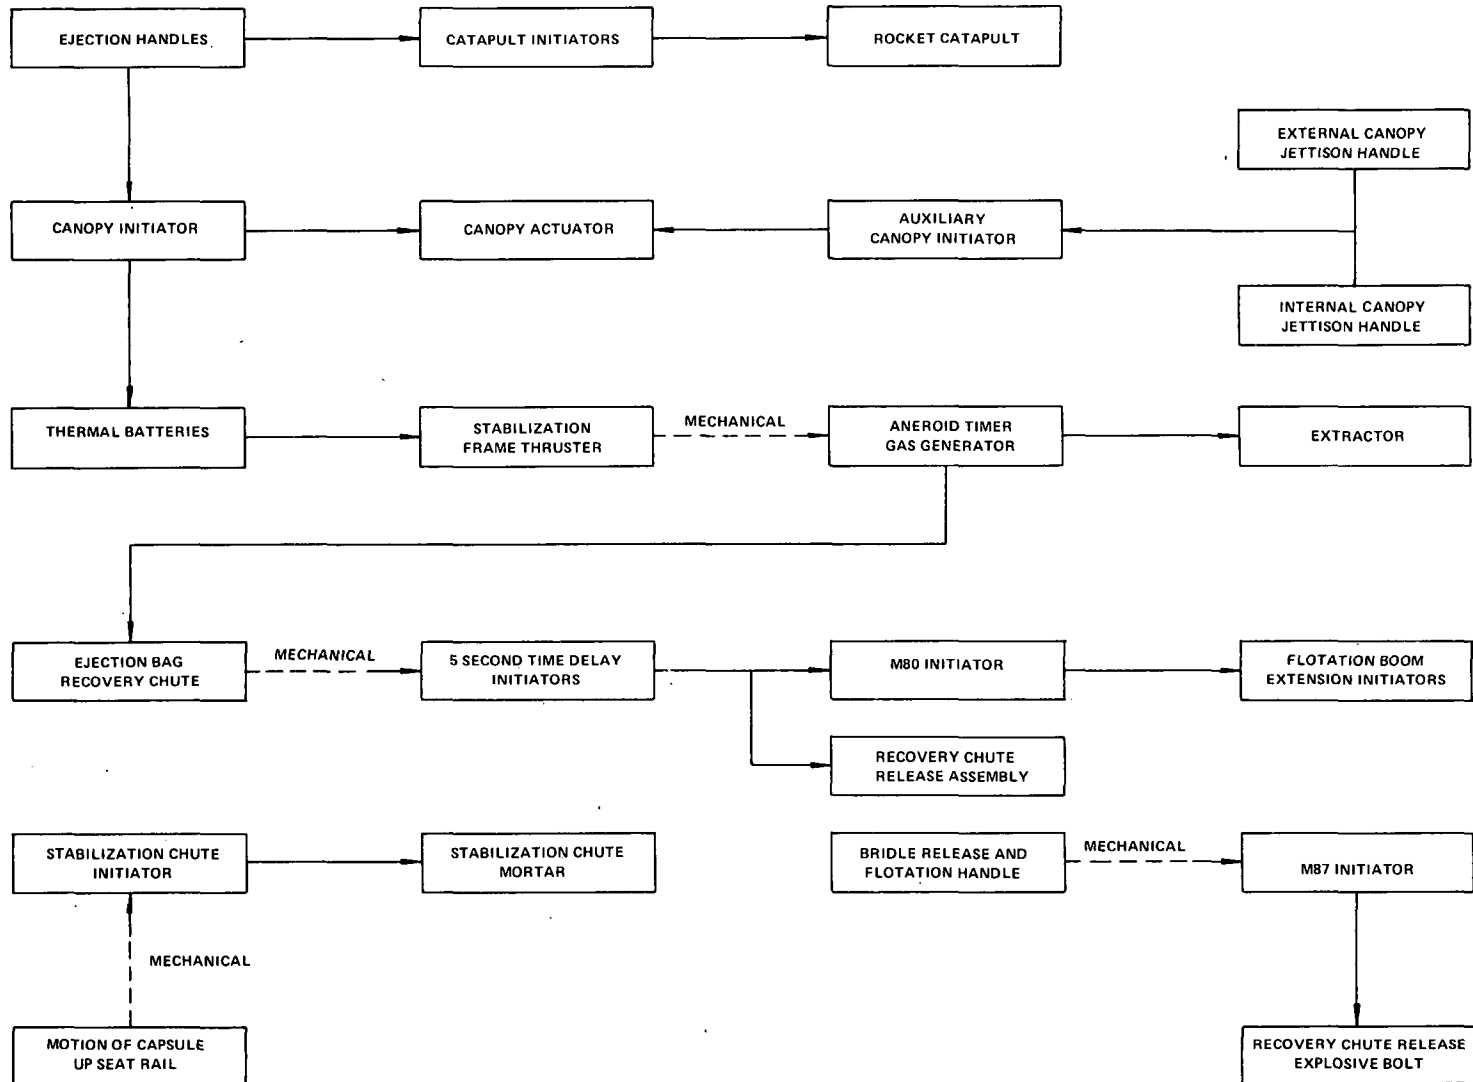 EJECTION HANDLES
CATAPULT INITIATORS
ROCKET CATAPULT
EXTERNAL CANOPY
JETTISON HANDLE
CANOPY INITIATOR
CANOPY ACTUATOR
AUXILIARY
CANOPY INITIATOR
INTERNAL CANOPY
JETTISON HANDLE
THERMAL BATTERIES
STABILIZATION
FRAME THRUSTER
MECHANICAL
ANEROID TIMER
GAS GENERATOR
EXTRACTOR
EJECTION BAG
RECOVERY CHUTE
MECHANICAL
5 SECOND TIME DELAY
INITIATORS
M80 INITIATOR
FLOTATION BOOM
EXTENSION INITIATORS
RECOVERY CHUTE
RELEASE ASSEMBLY
STABILIZATION CHUTE
INITIATOR
STABILIZATION CHUTE
MORTAR
BRIDLE RELEASE AND
FLOTATION HANDLE
MECHANICAL
M87 INITIATOR
MECHANICAL
MOTION OF CAPSULE
UP SEAT RAIL
RECOVERY CHUTE RELEASE
EXPLOSIVE BOLT